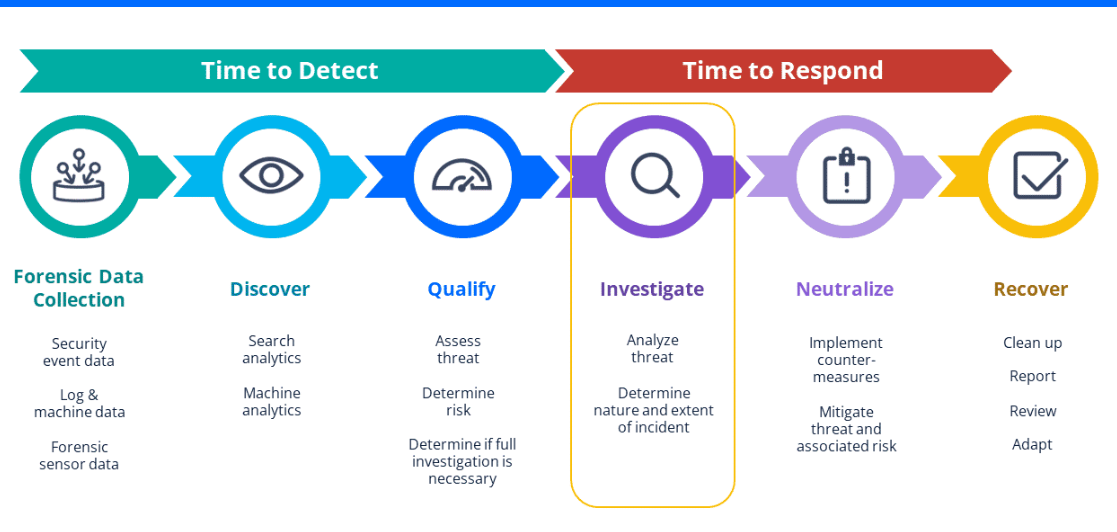 Time to Detect
Time to Respond
Forensic Data
Collection
Security
event data
Log &
machine data
Forensic
sensor data
Discover
Search
analytics
Machine
analytics
Qualify
Assess
threat
Determine
risk
Determine if full
investigation is
necessary
Investigate
Analyze
threat
Determine
nature and extent
of incident
Neutralize
Implement
counter-
measures
Mitigate
threat and
associated risk
Recover
Clean up
Report
Review
Adapt